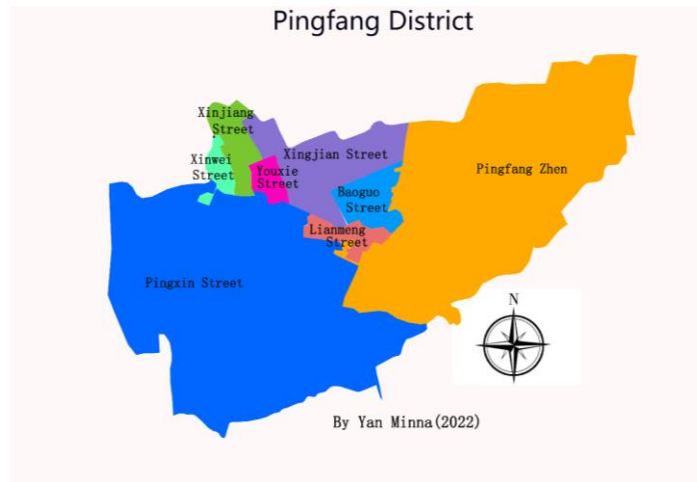 Pingfang District
Xinjiang
Street
Xinwei
Street
Youxie
Street
Xingjian Street
Pingfang Zhen
Baoguo
Street
Lianmeng
Street
Pingxin Street
N
By Yan Minna(2022)